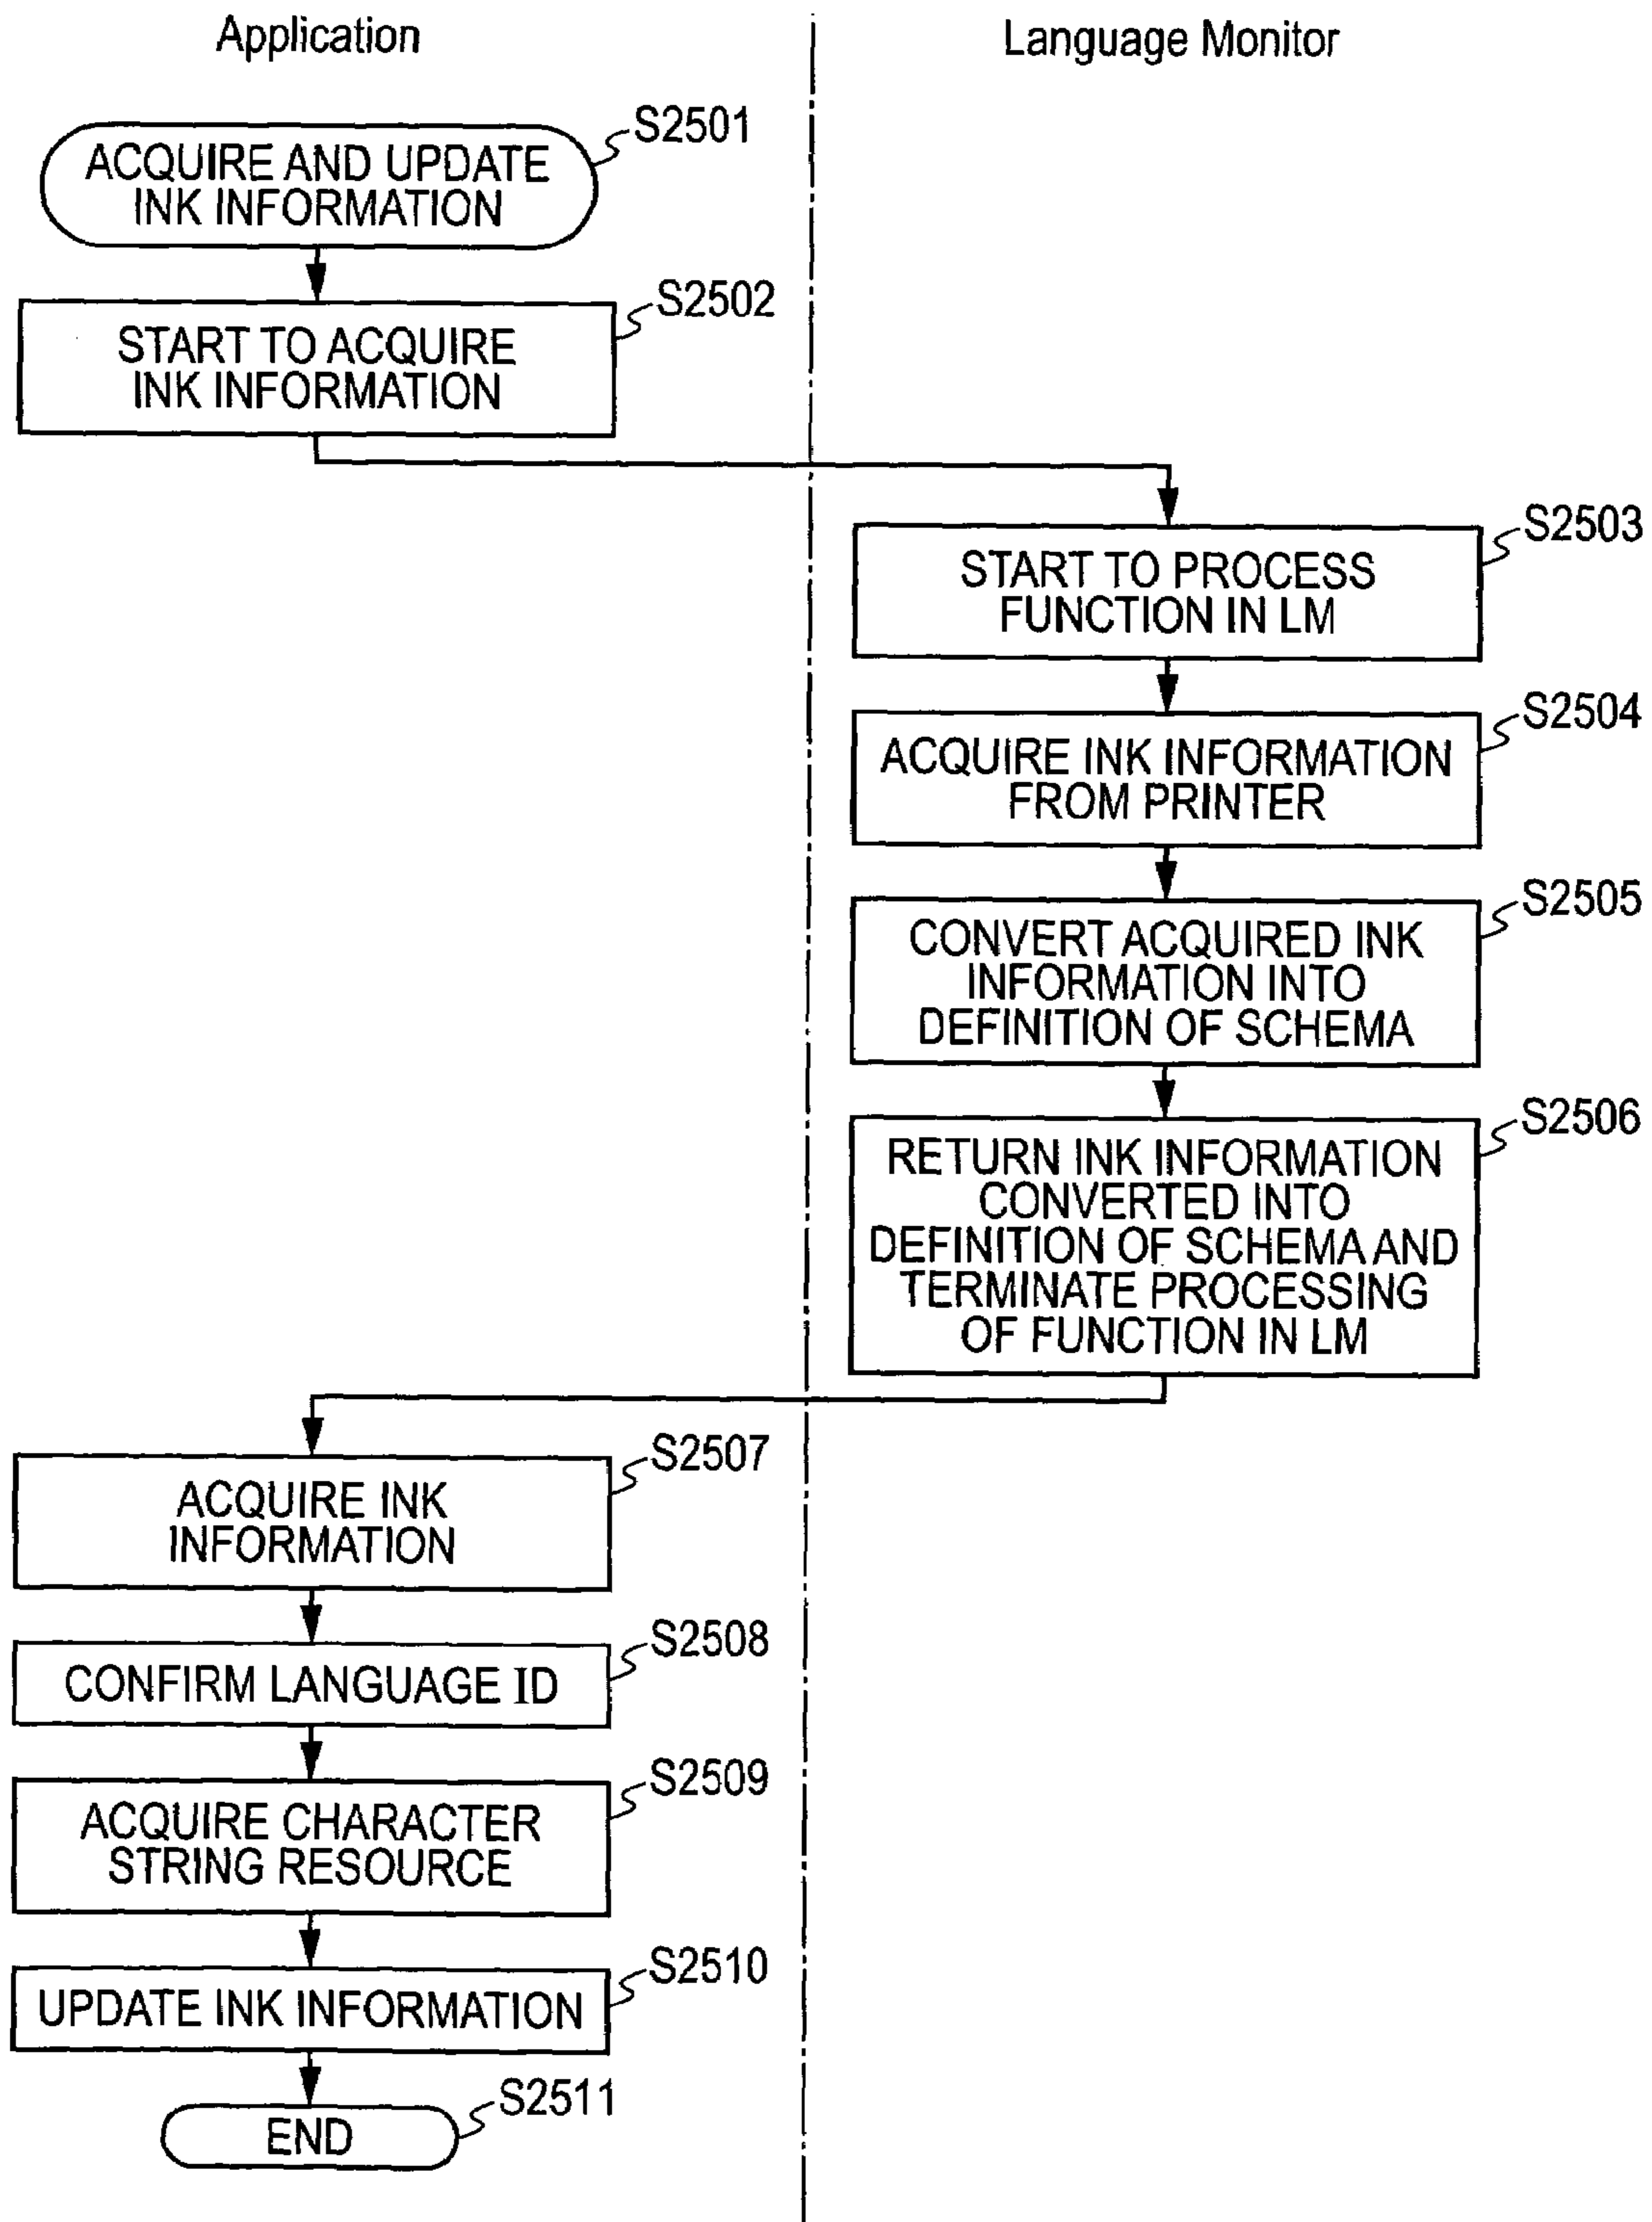 Application
Language Monitor
S2501
ACQUIRE AND UPDATE
INK INFORMATION
S2502
START TO ACQUIRE
INK INFORMATION
S2503
START TO PROCESS
FUNCTION IN LM
S2504
ACQUIRE INK INFORMATION
FROM PRINTER
S2505
CONVERT ACQUIRED INK
INFORMATION INTO
DEFINITION OF SCHEMA
S2506
RETURN INK INFORMATION
CONVERTED INTO
DEFINITION OF SCHEMA AND
TERMINATE PROCESSING
OF FUNCTION IN LM
S2507
ACQUIRE INK
INFORMATION
S2508
CONFIRM LANGUAGE ID
S2509
ACQUIRE CHARACTER
STRING RESOURCE
S2510
UPDATE INK INFORMATION
S2511
END